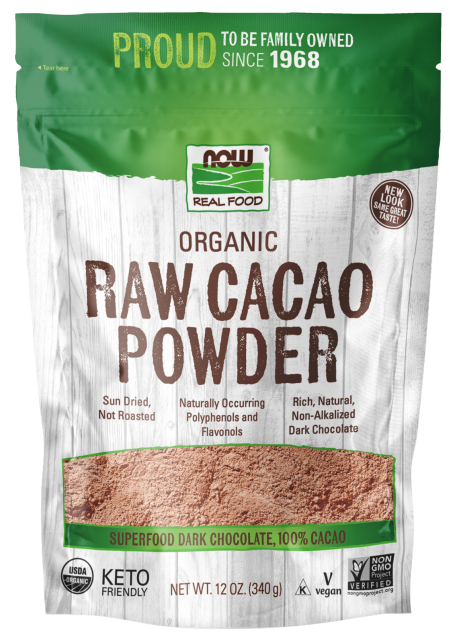 PROUD TO BE FAMILY OWNED
SINCE 1968
◂ Tear here
NOW®
REAL FOOD
NEW
LOOK
SAME GREAT
TASTE!
ORGANIC
RAW CACAO
POWDER
Sun Dried,
Not Roasted
Naturally Occurring
Polyphenols and
Flavonols
Rich, Natural,
Non-Alkalized
Dark Chocolate
SUPERFOOD DARK CHOCOLATE, 100% CACAO
USDA
ORGANIC
KETO
FRIENDLY
NET WT. 12 OZ. (340g)
K
V
vegan
NON
GMO
Project
VERIFIED
nongmoproject.org